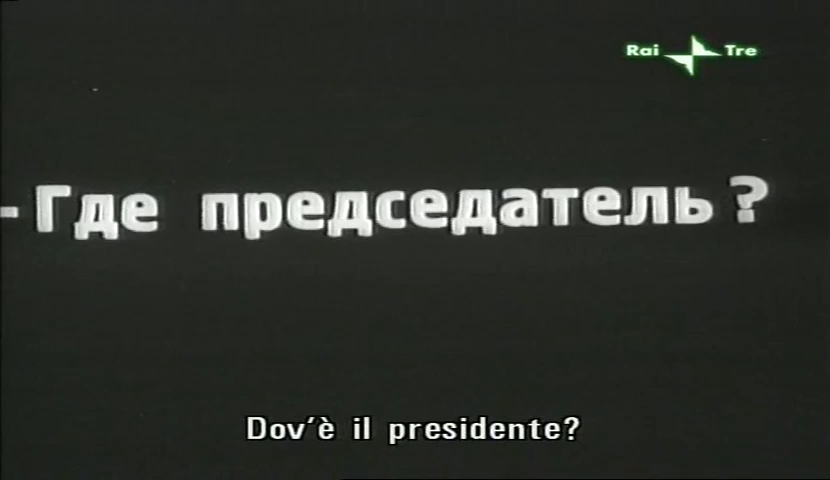 Rai Tre
- Где председатель ?
Dov'è il presidente?